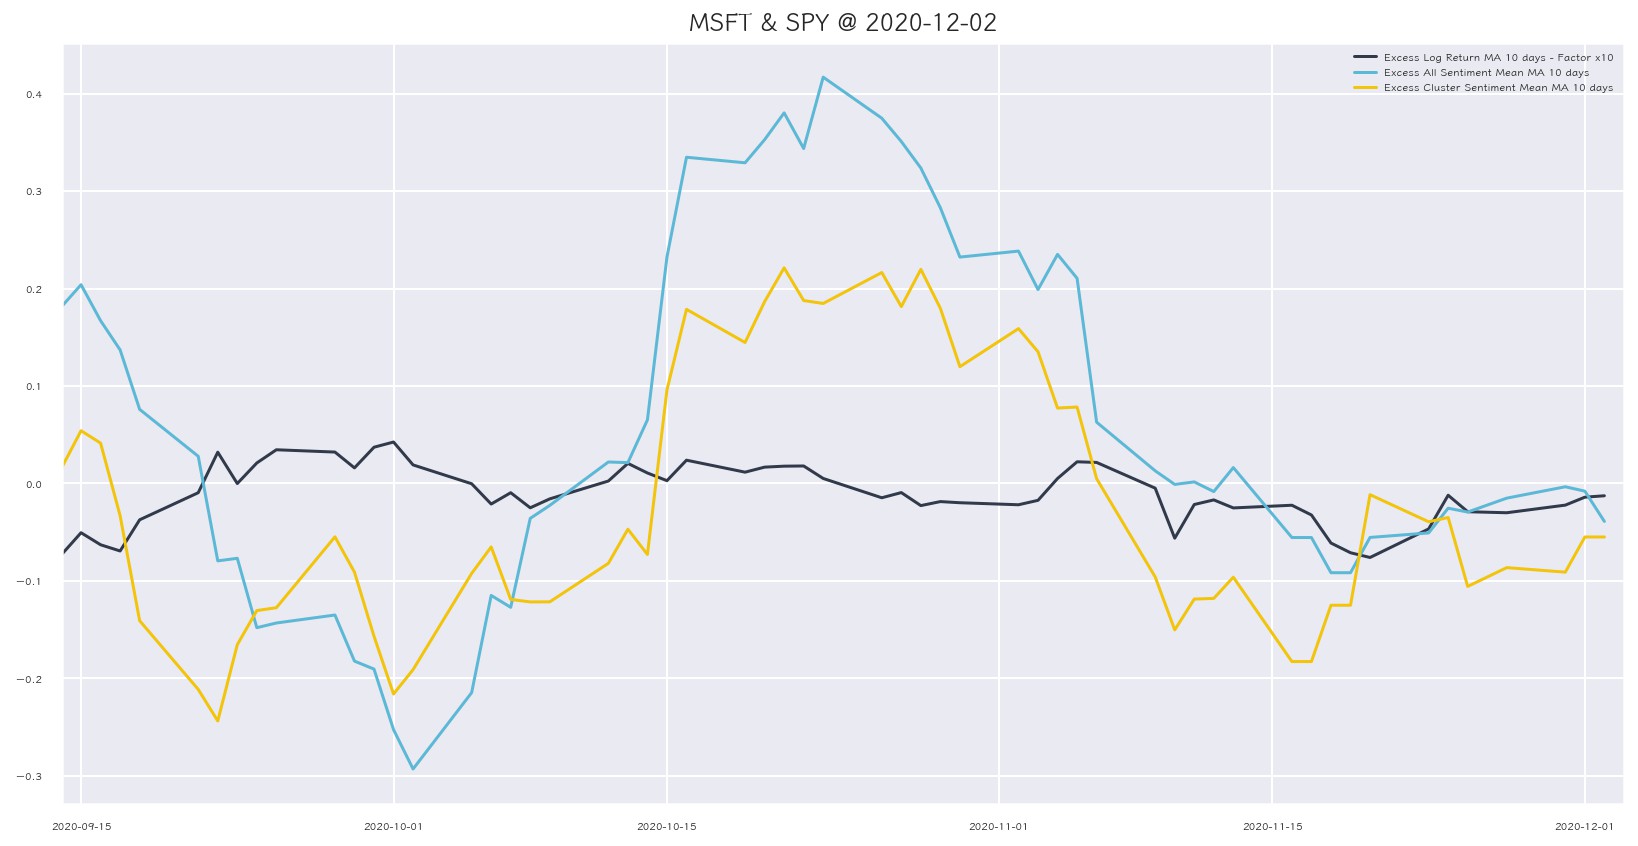 MSFT & SPY @ 2020-12-02
Excess Log Return MA 10 days - Factor x10
Excess All Sentiment Mean MA 10 days
Excess Cluster Sentiment Mean MA 10 days
0.4
0.3
0.2
0.1
0.0
−0.1
−0.2
−0.3
2020-09-15 2020-10-01 2020-10-15 2020-11-01 2020-11-15 2020-12-01